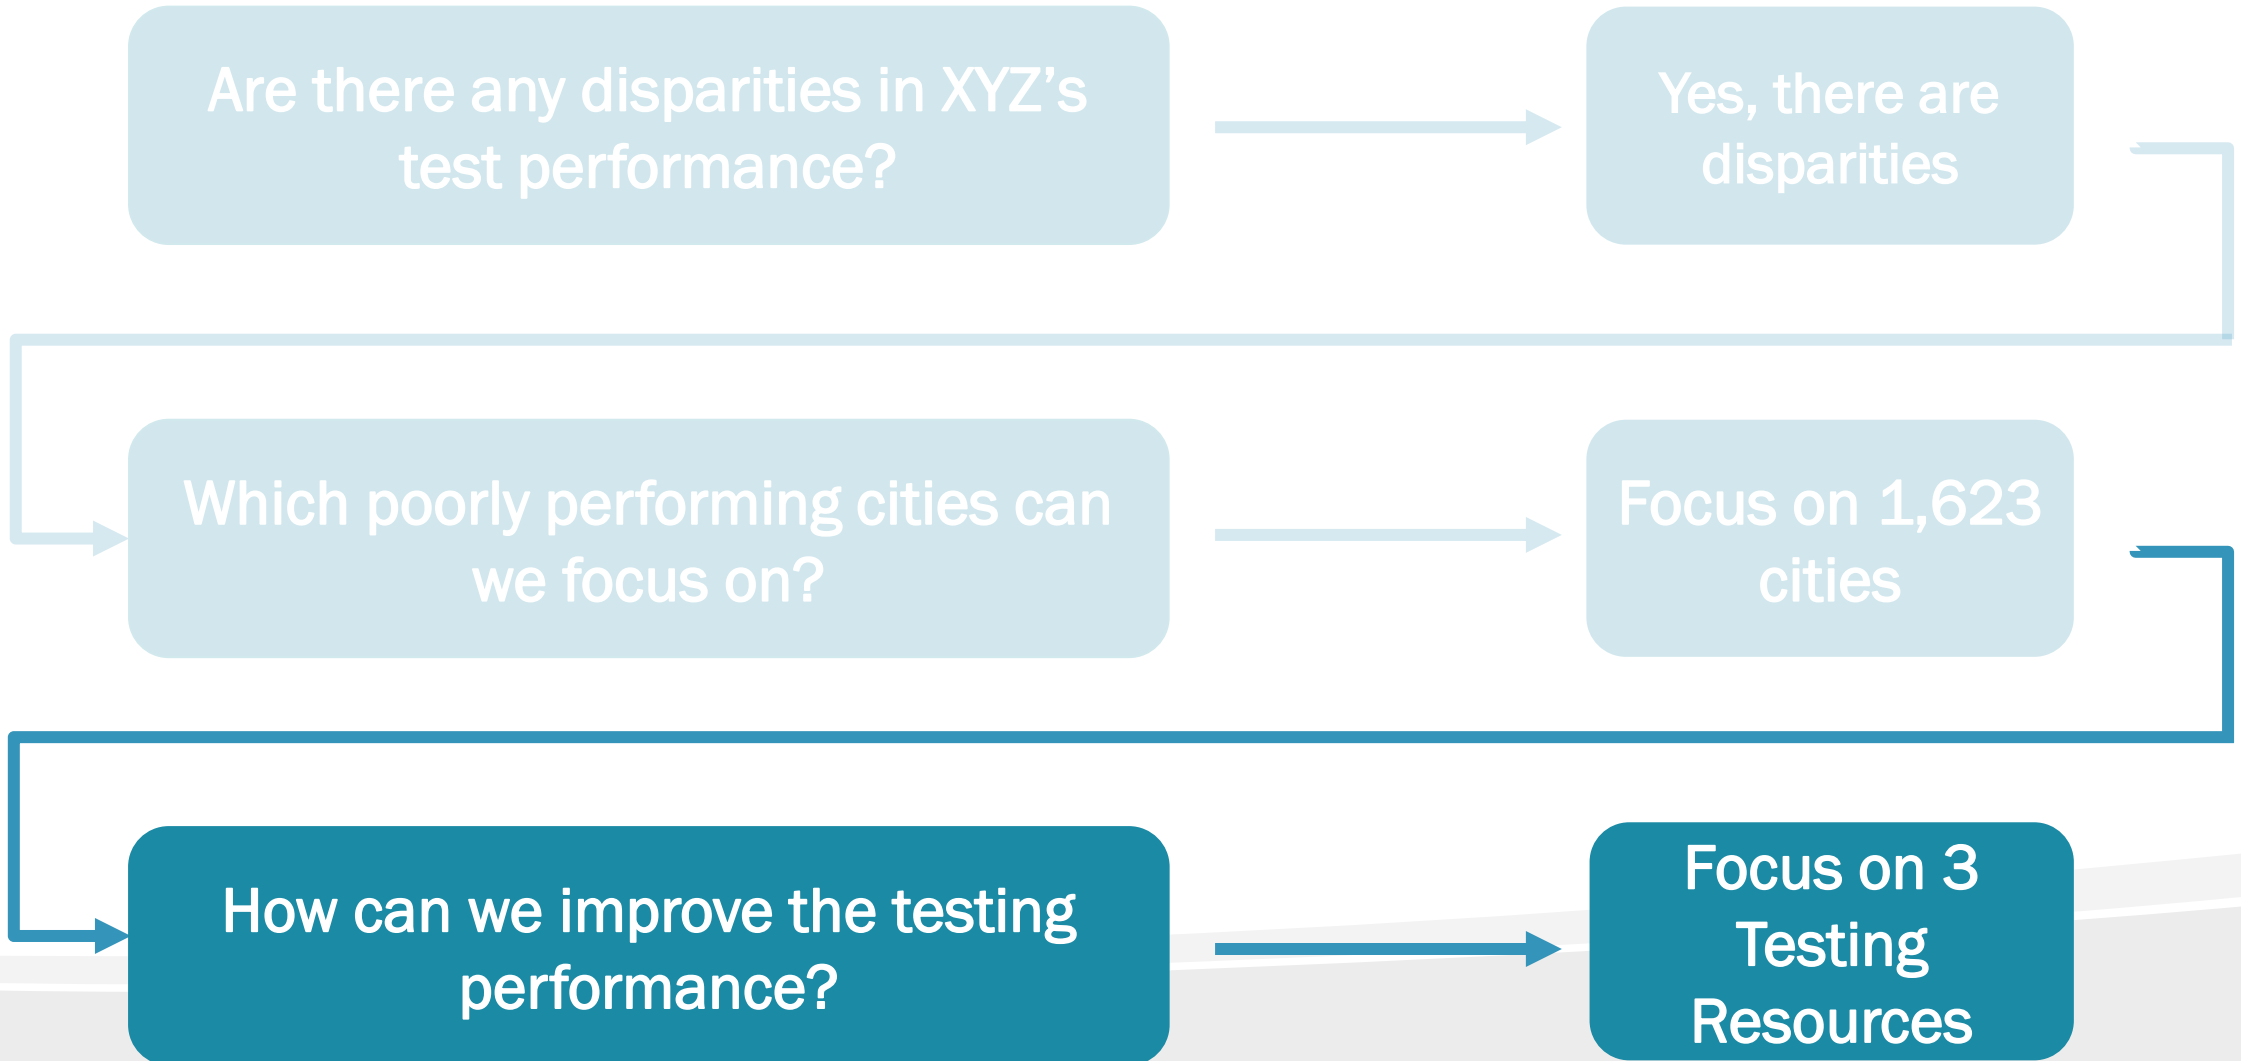 Are there any disparities in XYZ’s
test performance?
Yes, there are
disparities
Which poorly performing cities can
we focus on?
Focus on 1,623
cities
How can we improve the testing
performance?
Focus on 3
Testing
Resources